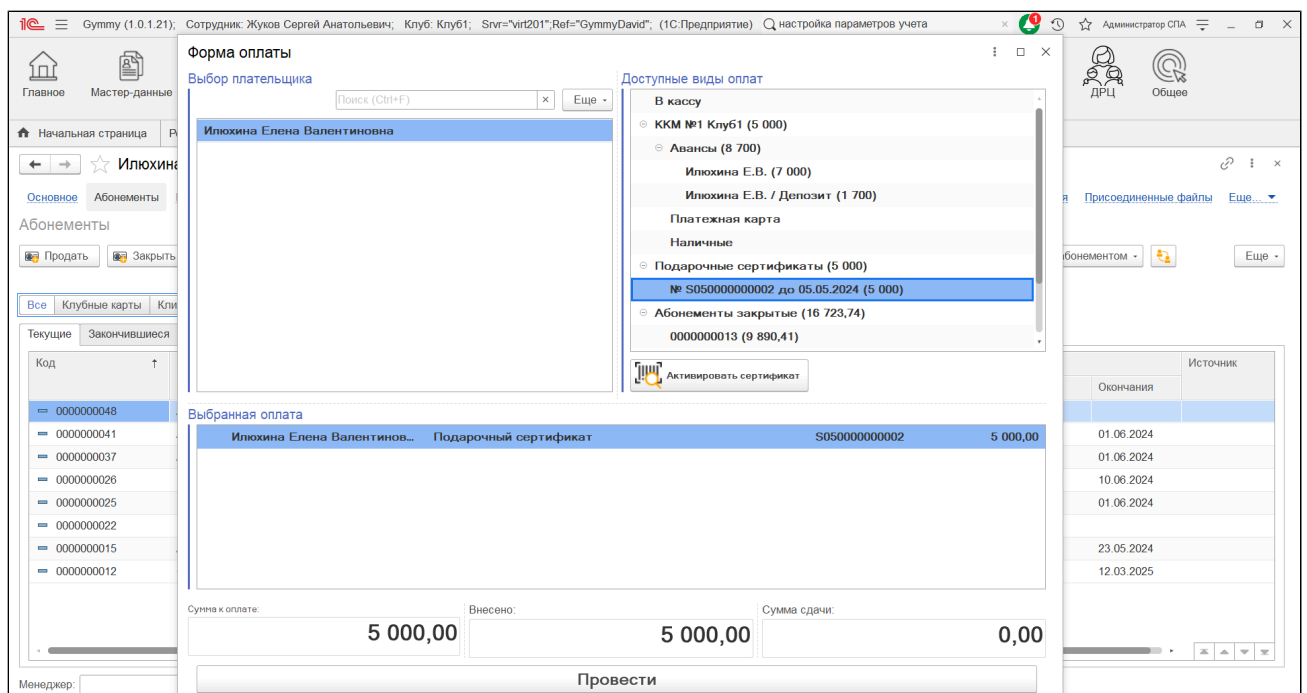 1С Gymmy (1.0.1.21); Сотрудник: Жуков Сергей Анатольевич; Клуб: Клуб1; Srvr="virt201";Ref="GymmyDavid"; (1С:Предприятие) настройка параметров учета × 9 Администратор СПА
Главное Мастер-данные ДРЦ Общее
Начальная страница
Илюхина
Основное Абонементы Присоединенные файлы Еще...
Абонементы
Продать Закрыть абонементом Еще
Все Клубные карты Кли
Текущие Закончившиеся
Код Источник
Окончания
0000000048
0000000041 01.06.2024
0000000037 01.06.2024
0000000026 10.06.2024
0000000025 01.06.2024
0000000022
0000000015 23.05.2024
0000000012 12.03.2025
Менеджер:
Форма оплаты
Выбор плательщика
Поиск (Ctrl+F) × Еще
Илюхина Елена Валентиновна
Доступные виды оплат
В кассу
ККМ №1 Клуб1 (5 000)
Авансы (8 700)
Илюхина Е.В. (7 000)
Илюхина Е.В. / Депозит (1 700)
Платежная карта
Наличные
Подарочные сертификаты (5 000)
№ S050000000002 до 05.05.2024 (5 000)
Абонементы закрытые (16 723,74)
0000000013 (9 890,41)
Активировать сертификат
Выбранная оплата
Илюхина Елена Валентинов... Подарочный сертификат S050000000002 5 000,00
Сумма к оплате: Внесено: Сумма сдачи:
5 000,00 5 000,00 0,00
Провести